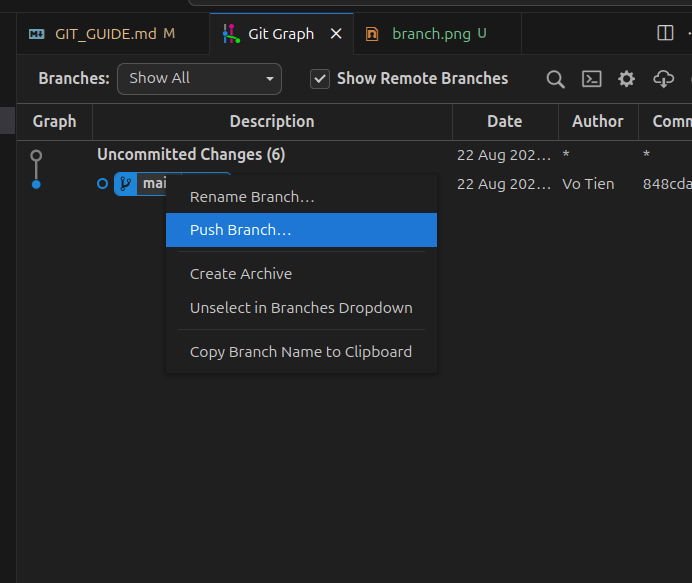 GIT_GUIDE.md M Git Graph branch.png U
Branches: Show All Show Remote Branches
Graph Description Date Author Comm
Uncommitted Changes (6) 22 Aug 202… * *
mai 22 Aug 202… Vo Tien 848cda
Rename Branch…
Push Branch…
Create Archive
Unselect in Branches Dropdown
Copy Branch Name to Clipboard